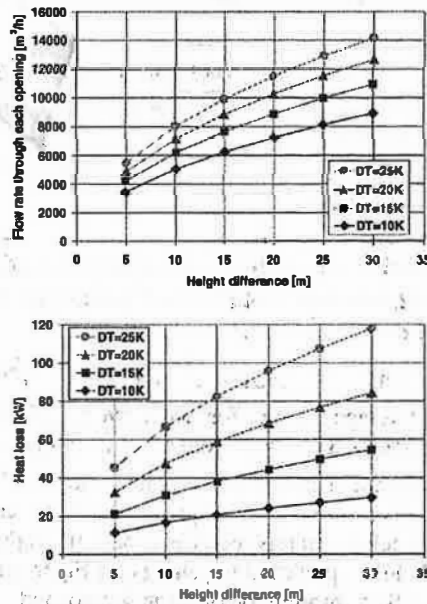 16000
14000
12000
10000
8000
6000
4000
2000
0
Flow rate through each opening [m³/h]
DT=25K
DT=20K
DT=15K
DT=10K
0 5 10 15 20 25 30 35
Height difference [m]
120
100
80
60
40
20
0
Heat loss [kW]
DT=25K
DT=20K
DT=15K
DT=10K
5 10 15 20 25 30 35
Height difference [m]